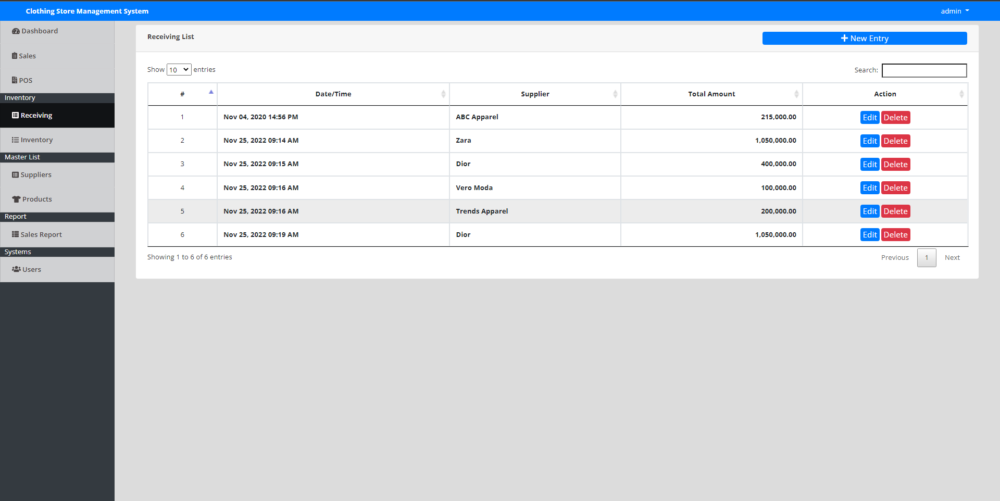 Clothing Store Management System
admin
Dashboard
Sales
POS
Inventory
Receiving
Inventory
Master List
Suppliers
Products
Report
Sales Report
Systems
Users
Receiving List
New Entry
Show 10 entries
Search:
# Date/Time Supplier Total Amount Action
1 Nov 04, 2020 14:56 PM ABC Apparel 215,000.00 Edit Delete
2 Nov 25, 2022 09:14 AM Zara 1,050,000.00 Edit Delete
3 Nov 25, 2022 09:15 AM Dior 400,000.00 Edit Delete
4 Nov 25, 2022 09:16 AM Vero Moda 100,000.00 Edit Delete
5 Nov 25, 2022 09:16 AM Trends Apparel 200,000.00 Edit Delete
6 Nov 25, 2022 09:19 AM Dior 1,050,000.00 Edit Delete
Showing 1 to 6 of 6 entries
Previous 1 Next